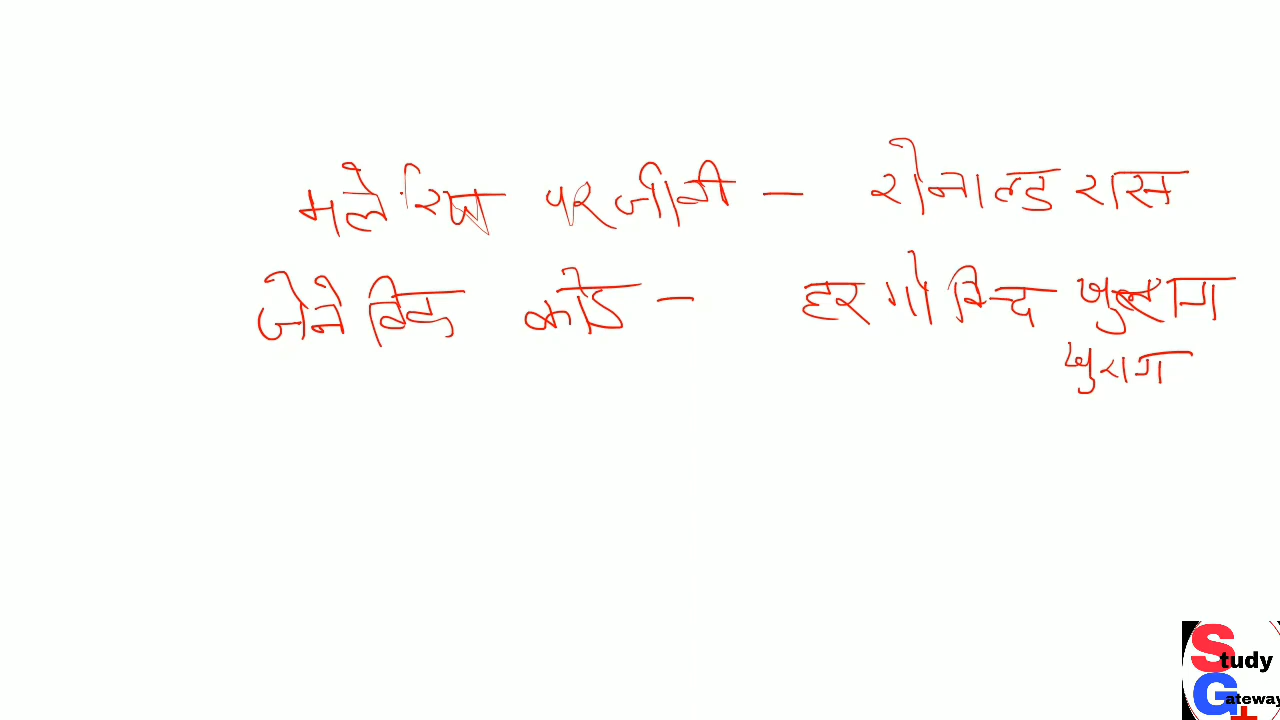 मलेरिया परजीवी - रोनाल्ड रास
जेनेटिक कोड - हरगोविन्द
खुराना
Study
Gateway